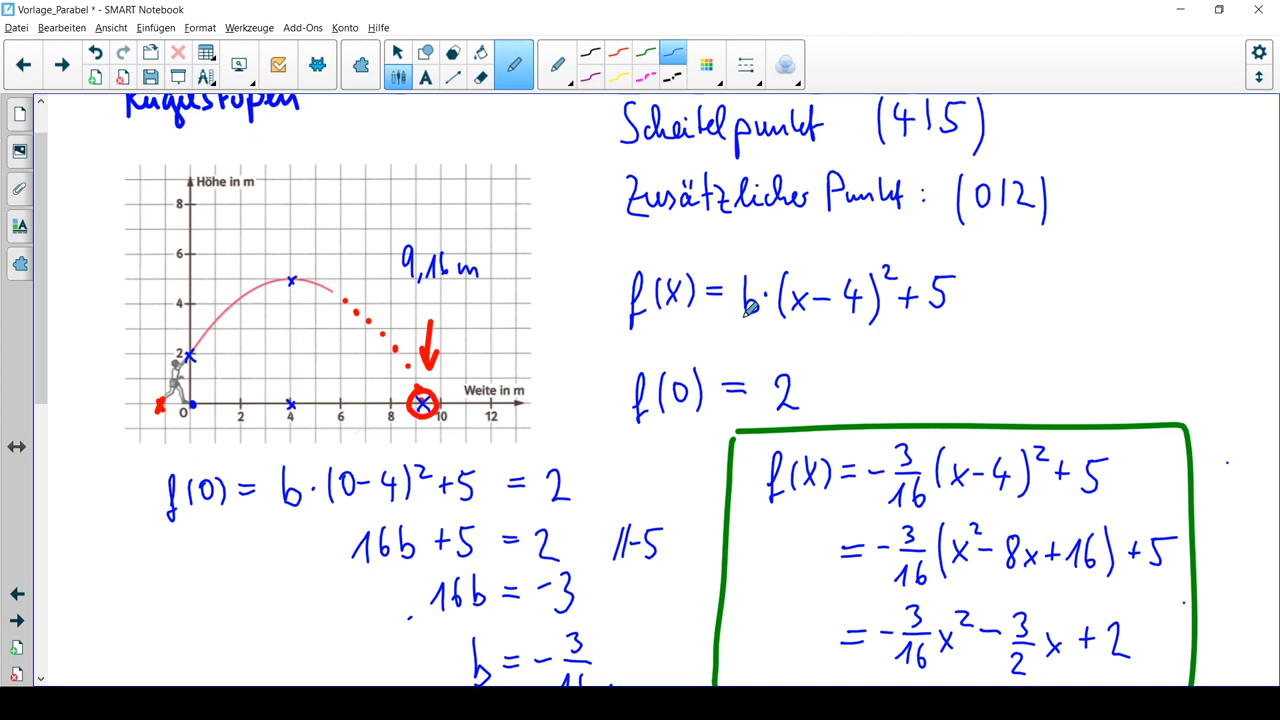 Vorlage_Parabel * - SMART Notebook
Datei Bearbeiten Ansicht Einfügen Format Werkzeuge Add-Ons Konto Hilfe
Scheitelpunkt (4|5)
Zusätzlicher Punkt: (0|2)
Höhe in m
8
6
4
2
0
2
4
6
8
10
12
Weite in m
9,16 m
f(x) = b·(x-4)²+5
f(0) = 2
f(0) = b·(0-4)²+5 = 2
16b +5 = 2 //-5
16b = -3
b = -3/16
f(x) = -3/16 (x-4)²+5
= -3/16 (x²-8x+16)+5
= -3/16 x² - 3/2 x + 2